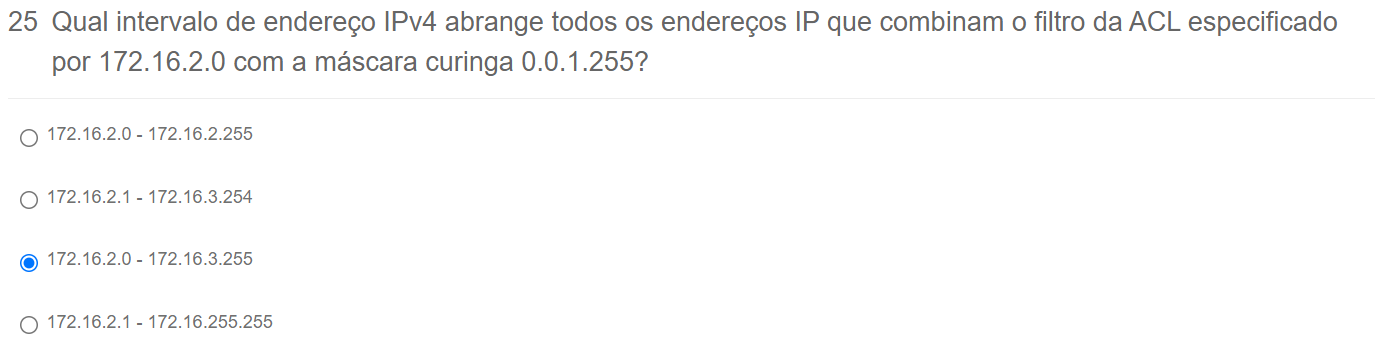 25 Qual intervalo de endereço IPv4 abrange todos os endereços IP que combinam o filtro da ACL especificado
por 172.16.2.0 com a máscara curinga 0.0.1.255?
172.16.2.0 - 172.16.2.255
172.16.2.1 - 172.16.3.254
172.16.2.0 - 172.16.3.255
172.16.2.1 - 172.16.255.255